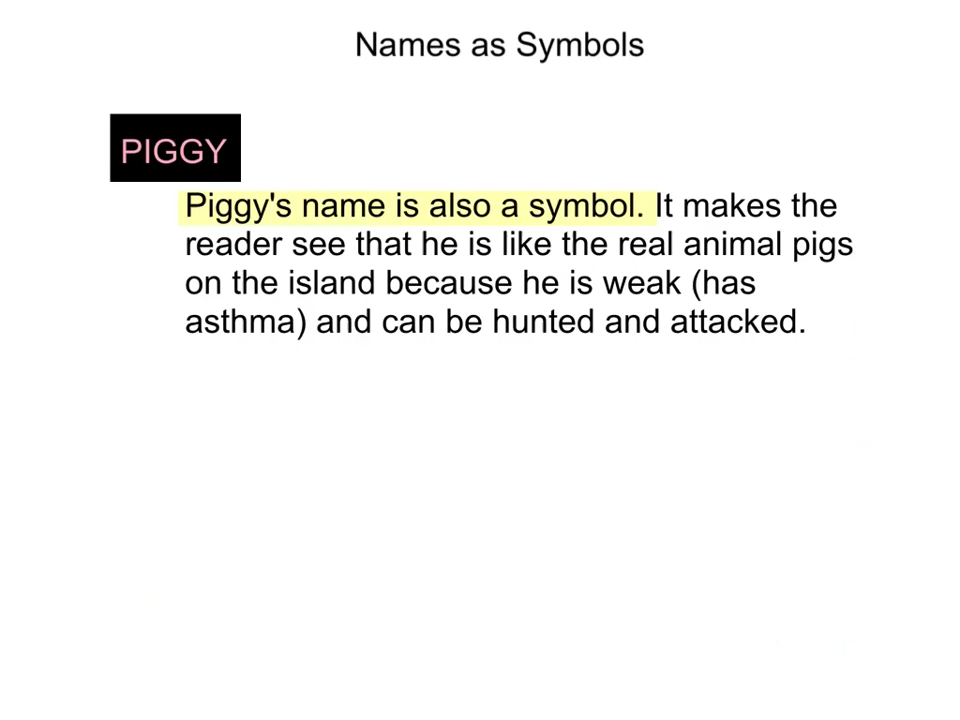 Names as Symbols
PIGGY
Piggy's name is also a symbol. It makes the
reader see that he is like the real animal pigs
on the island because he is weak (has
asthma) and can be hunted and attacked.